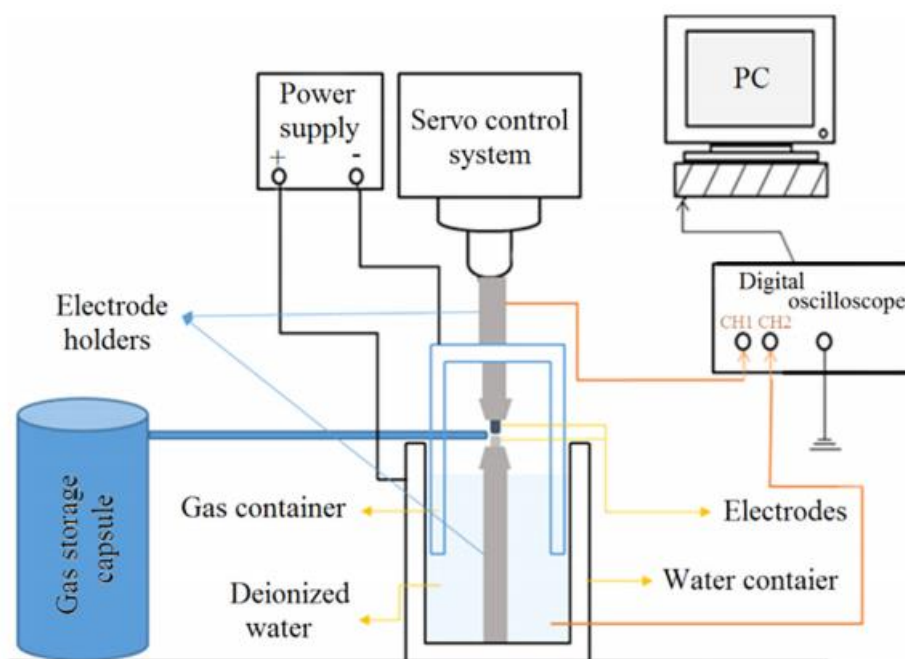 Power
supply
+ -
Servo control
system
PC
Digital
oscilloscope
CH1 CH2
Electrode
holders
Gas storage
capsule
Gas container
Electrodes
Deionized
water
Water contaier